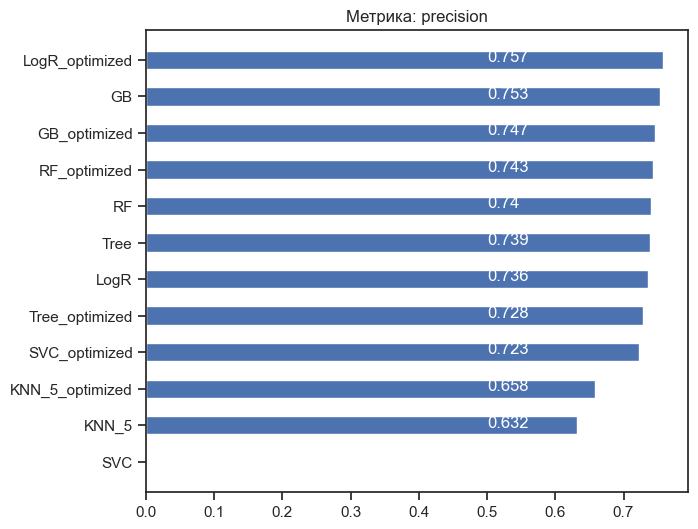 Метрика: precision
LogR_optimized 0.757
GB 0.753
GB_optimized 0.747
RF_optimized 0.743
RF 0.74
Tree 0.739
LogR 0.736
Tree_optimized 0.728
SVC_optimized 0.723
KNN_5_optimized 0.658
KNN_5 0.632
SVC
0.0 0.1 0.2 0.3 0.4 0.5 0.6 0.7